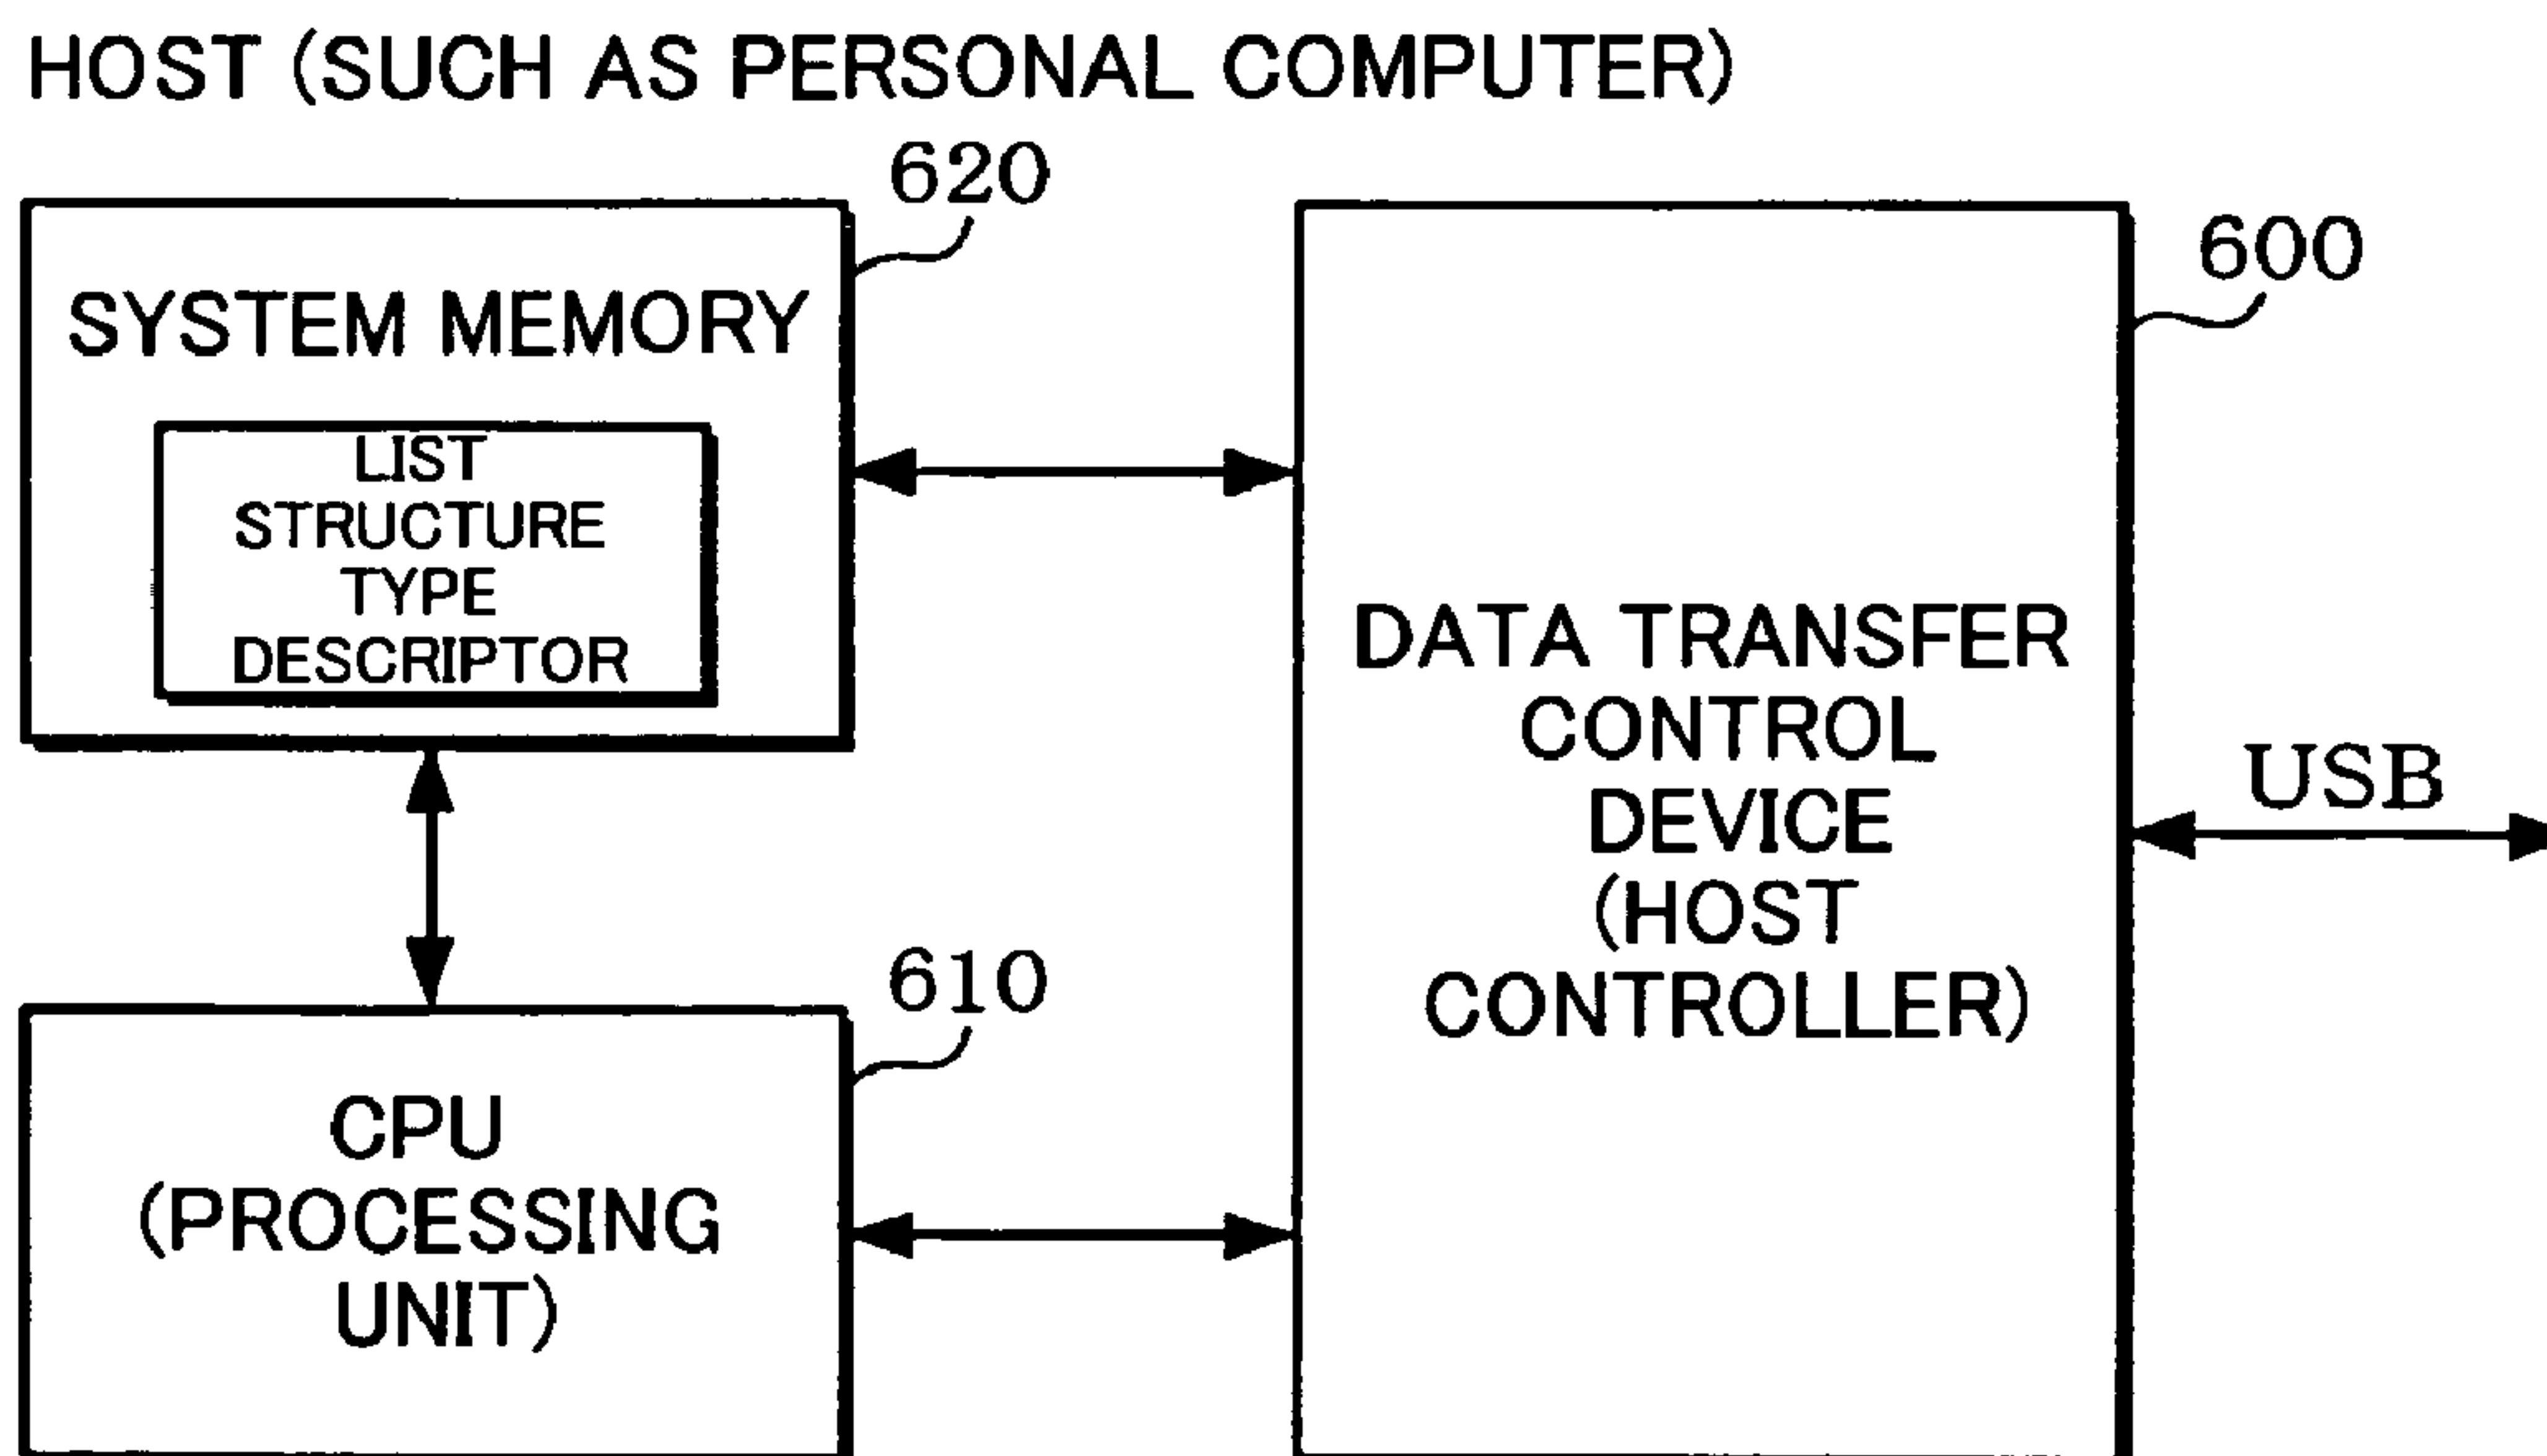 HOST (SUCH AS PERSONAL COMPUTER)
620
SYSTEM MEMORY
LIST
STRUCTURE
TYPE
DESCRIPTOR
600
DATA TRANSFER
CONTROL
DEVICE
(HOST
CONTROLLER)
USB
610
CPU
(PROCESSING
UNIT)